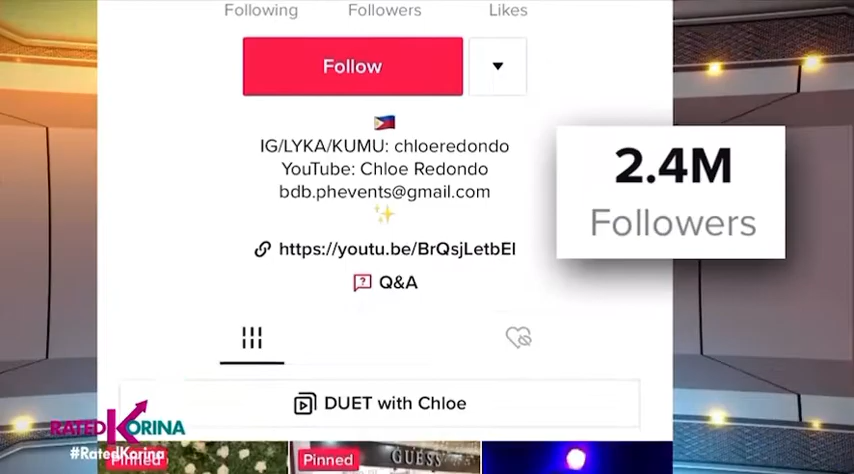 Following Followers Likes
Follow
IG/LYKA/KUMU: chloeredondo
YouTube: Chloe Redondo
bdb.phevents@gmail.com
https://youtu.be/BrQsjLetbEI
Q&A
2.4M
Followers
DUET with Chloe
RATED KORINA
#RatedKorina
Pinned
Pinned
GUESS